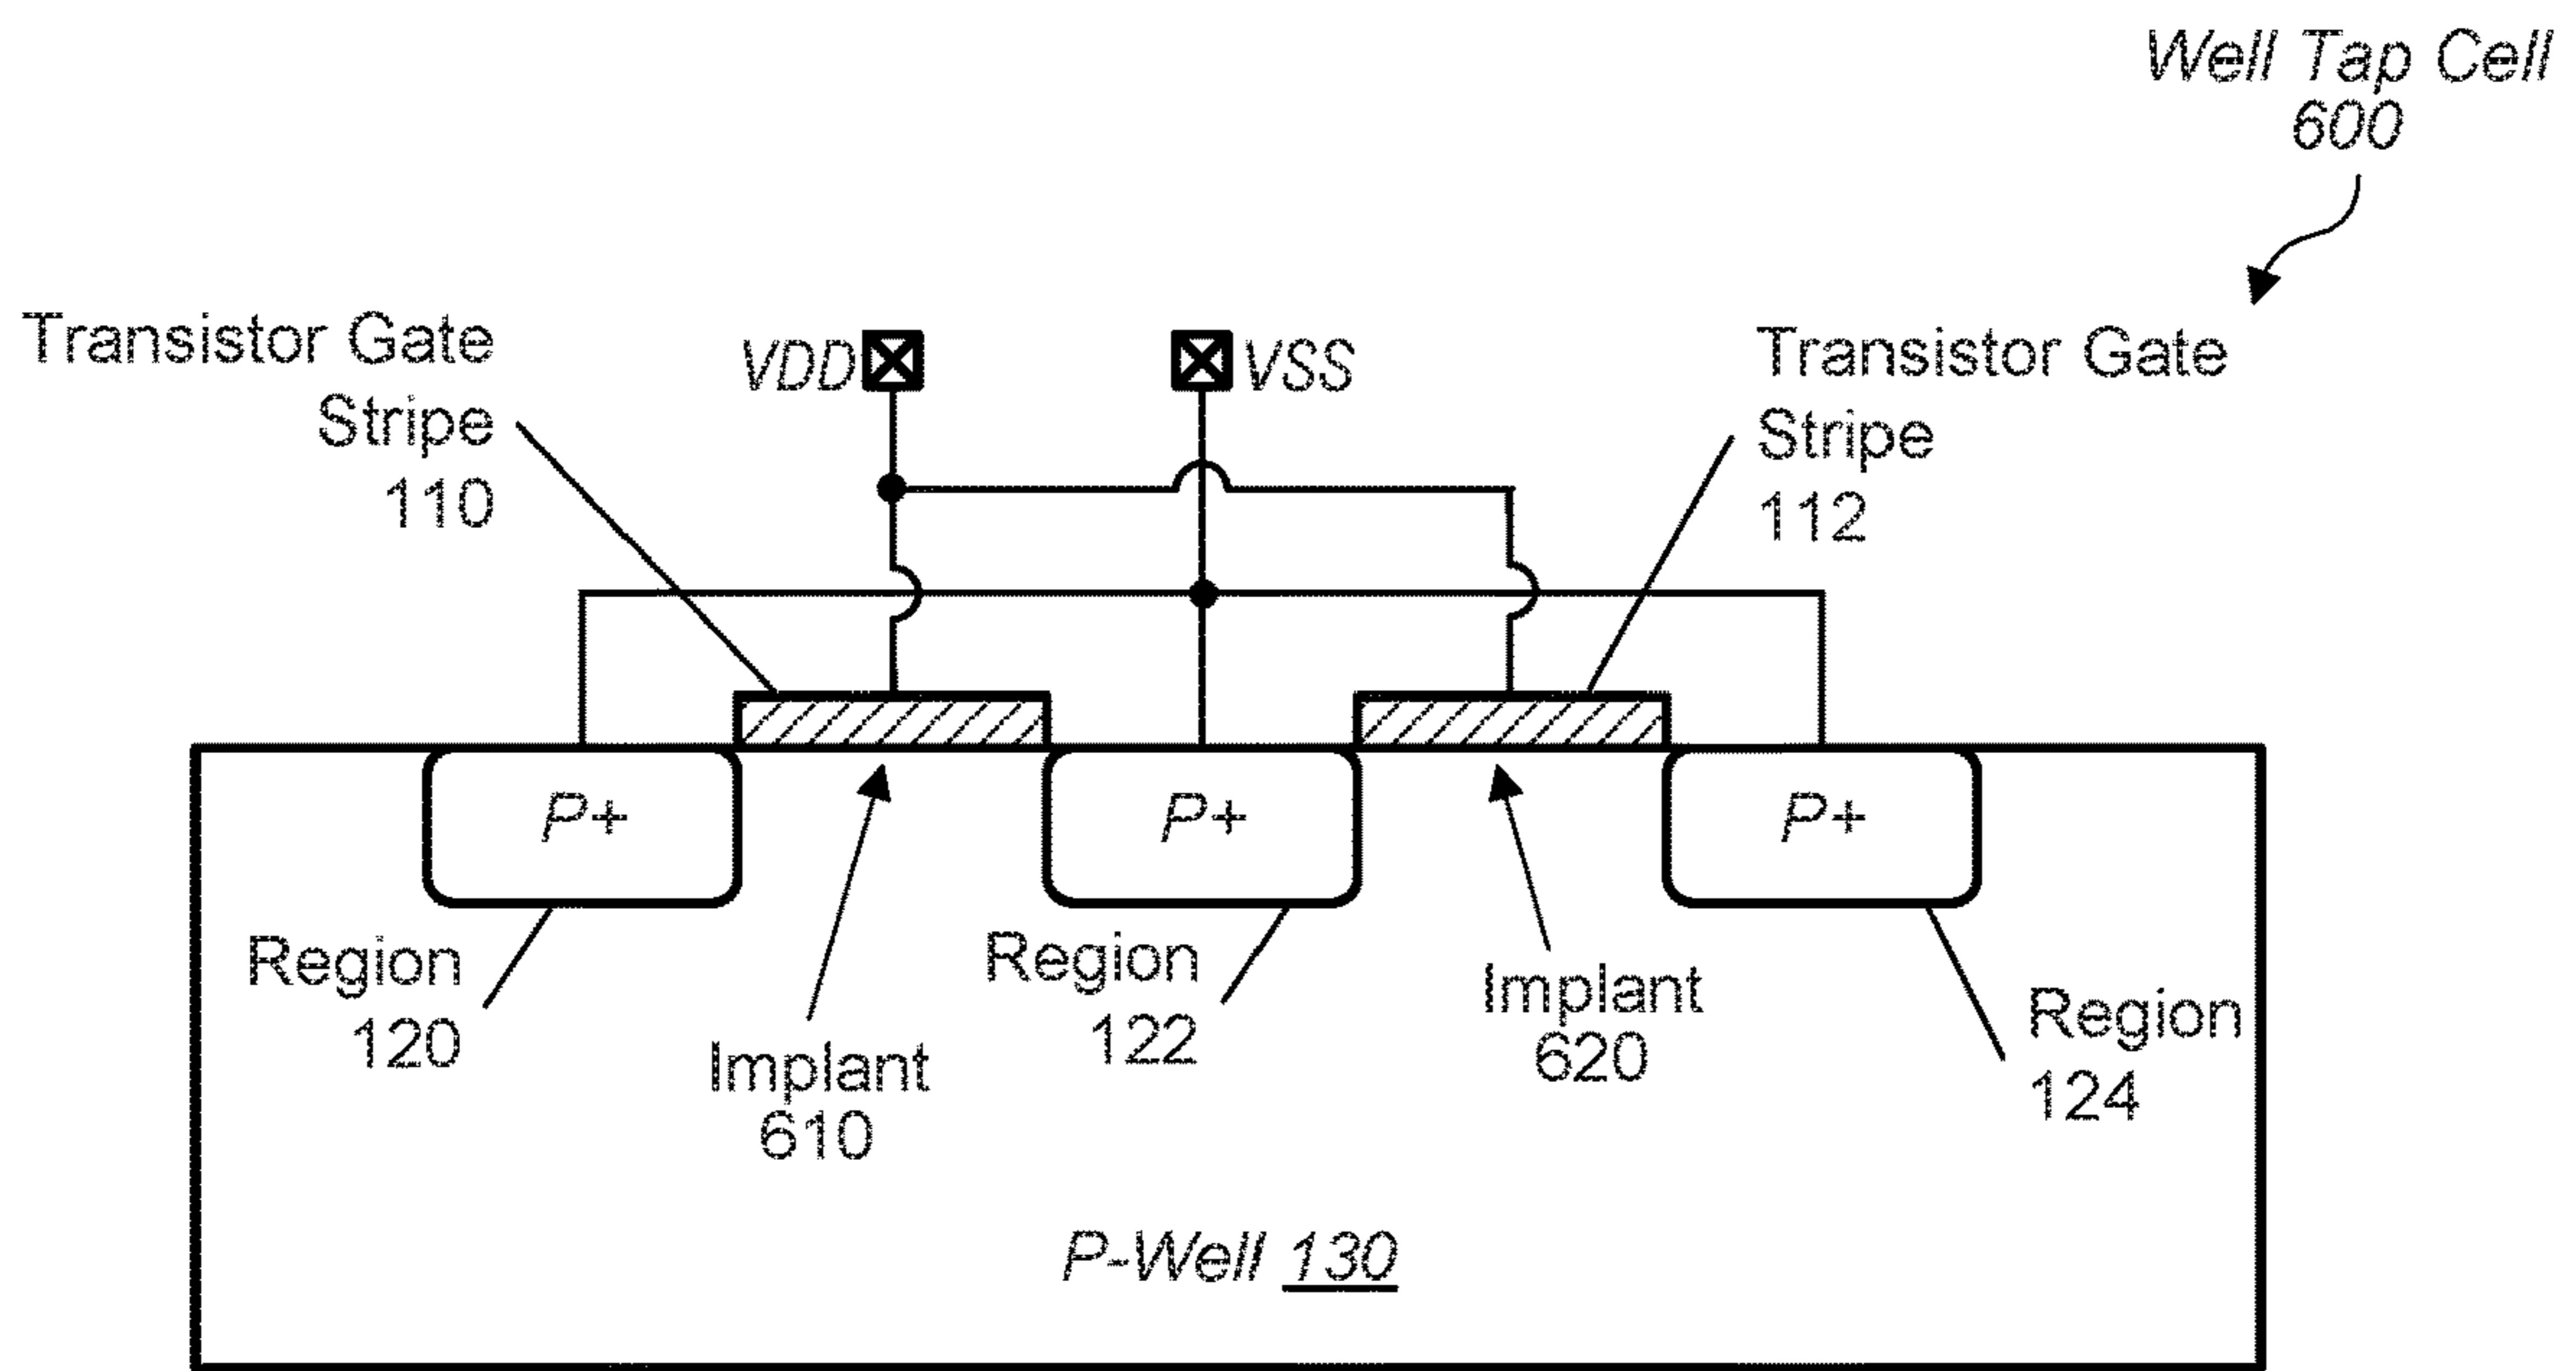 Well Tap Cell
600
Transistor Gate
Stripe
110
VDD
VSS
Transistor Gate
Stripe
112
P+
P+
P+
Region
120
Implant
610
Region
122
Implant
620
Region
124
P-Well 130